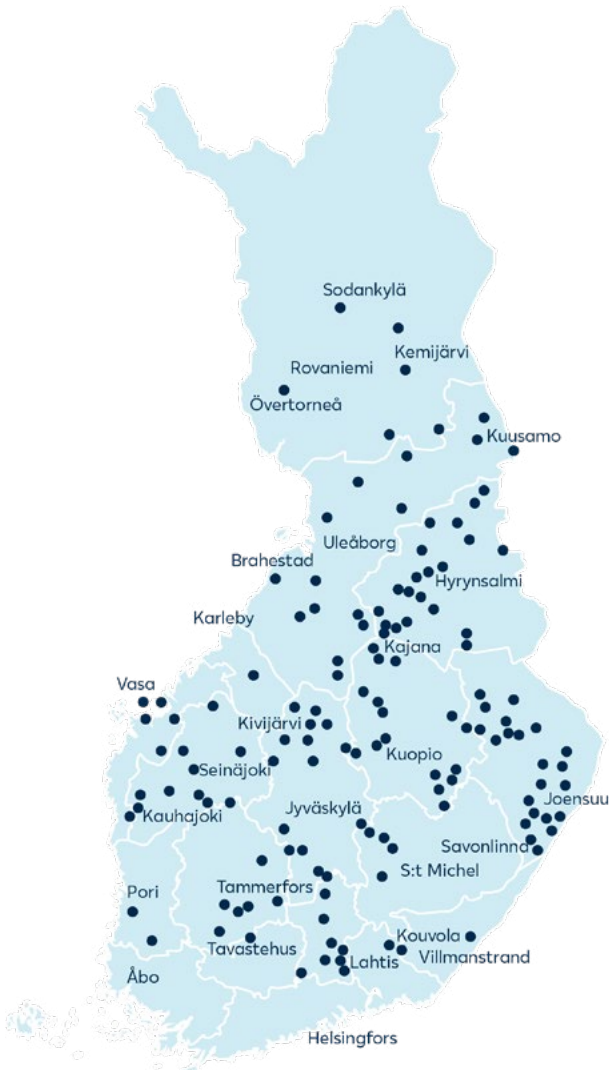 Sodankylä
Kemijärvi
Rovaniemi
Övertorneå
Kuusamo
Uleåborg
Brahestad
Hyrynsalmi
Karleby
Kajana
Vasa
Kivijärvi
Kuopio
Seinäjoki
Joensuu
Jyväskylä
Kauhajoki
Savonlinna
S:t Michel
Tammerfors
Pori
Kouvola
Tavastehus
Villmanstrand
Lahtis
Åbo
Helsingfors